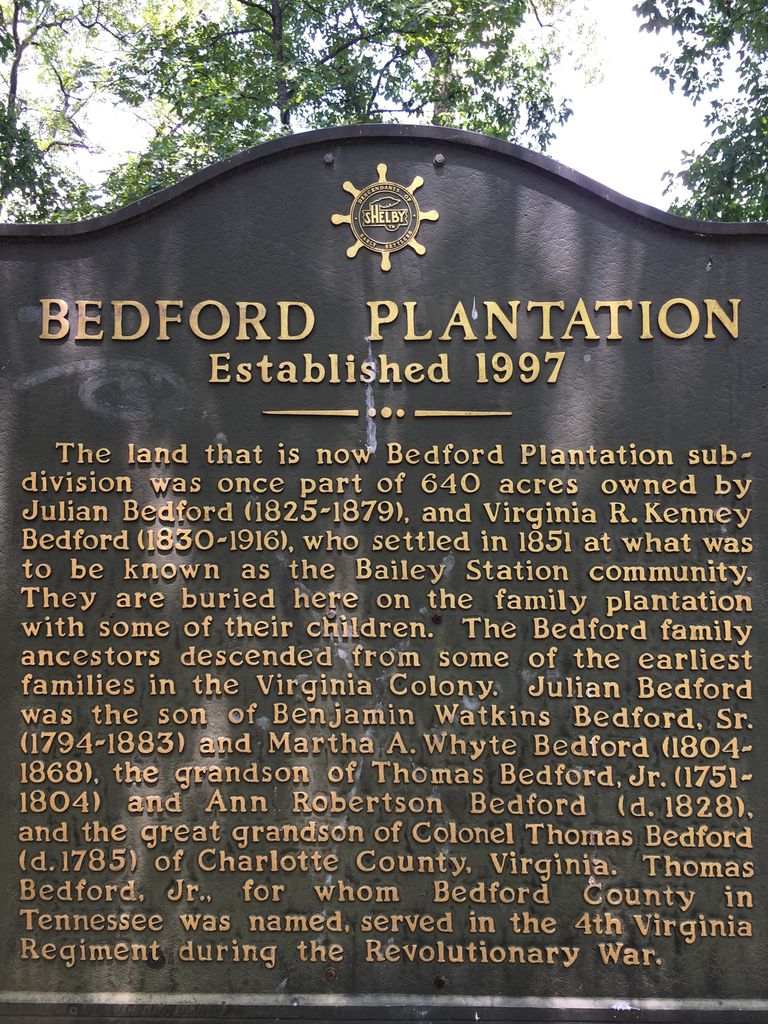 DESCENDANTS OF
SHELBY
TN
EARLY SETTLERS
BEDFORD PLANTATION
Established 1997
The land that is now Bedford Plantation sub-
division was once part of 640 acres owned by
Julian Bedford (1825-1879), and Virginia R. Kenney
Bedford (1830-1916), who settled in 1851 at what was
to be known as the Bailey Station community.
They are buried here on the family plantation
with some of their children. The Bedford family
ancestors descended from some of the earliest
families in the Virginia Colony. Julian Bedford
was the son of Benjamin Watkins Bedford, Sr.
(1794-1883) and Martha A. Whyte Bedford (1804-
1868), the grandson of Thomas Bedford, Jr. (1751-
1804) and Ann Robertson Bedford (d. 1828),
and the great grandson of Colonel Thomas Bedford
(d. 1785) of Charlotte County, Virginia. Thomas
Bedford, Jr., for whom Bedford County in
Tennessee was named, served in the 4th Virginia
Regiment during the Revolutionary War.